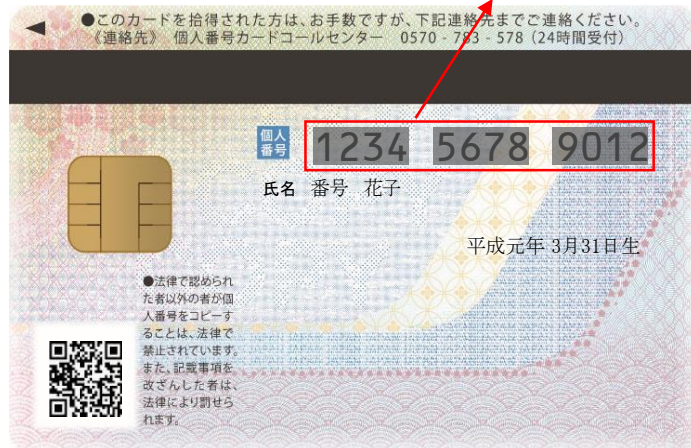 ●このカードを拾得された方は、お手数ですが、下記連絡先までご連絡ください。
《連絡先》 個人番号カードコールセンター 0570-783-578（24時間受付）
個人番号 1234 5678 9012
氏名 番号 花子
平成元年 3月31日生
●法律で認められ
た者以外の者が個
人番号をコピーす
ることは、法律で
禁止されています。
また、記載事項を
改ざんした者は、
法律により罰せら
れます。